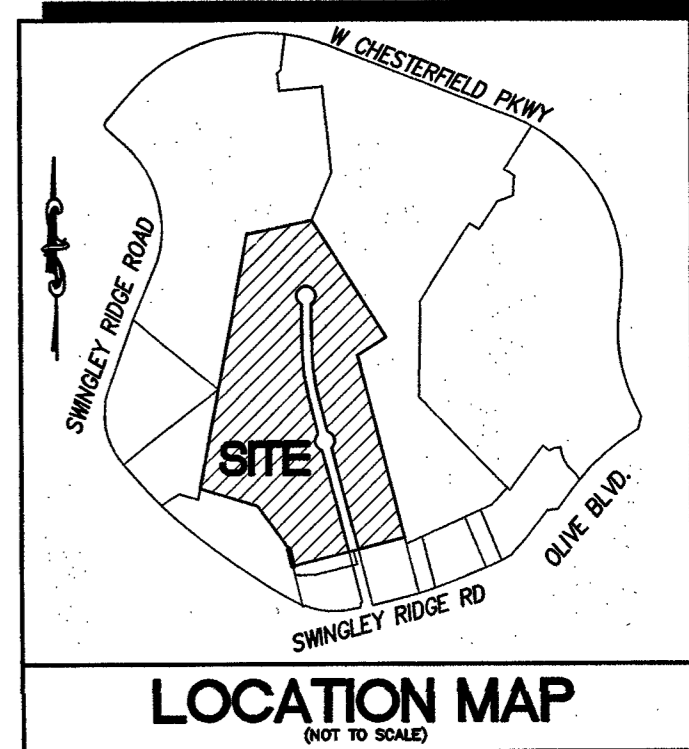 W CHESTERFIELD PKWY
SWINGLEY RIDGE ROAD
SITE
OLIVE BLVD.
SWINGLEY RIDGE RD
LOCATION MAP
(NOT TO SCALE)